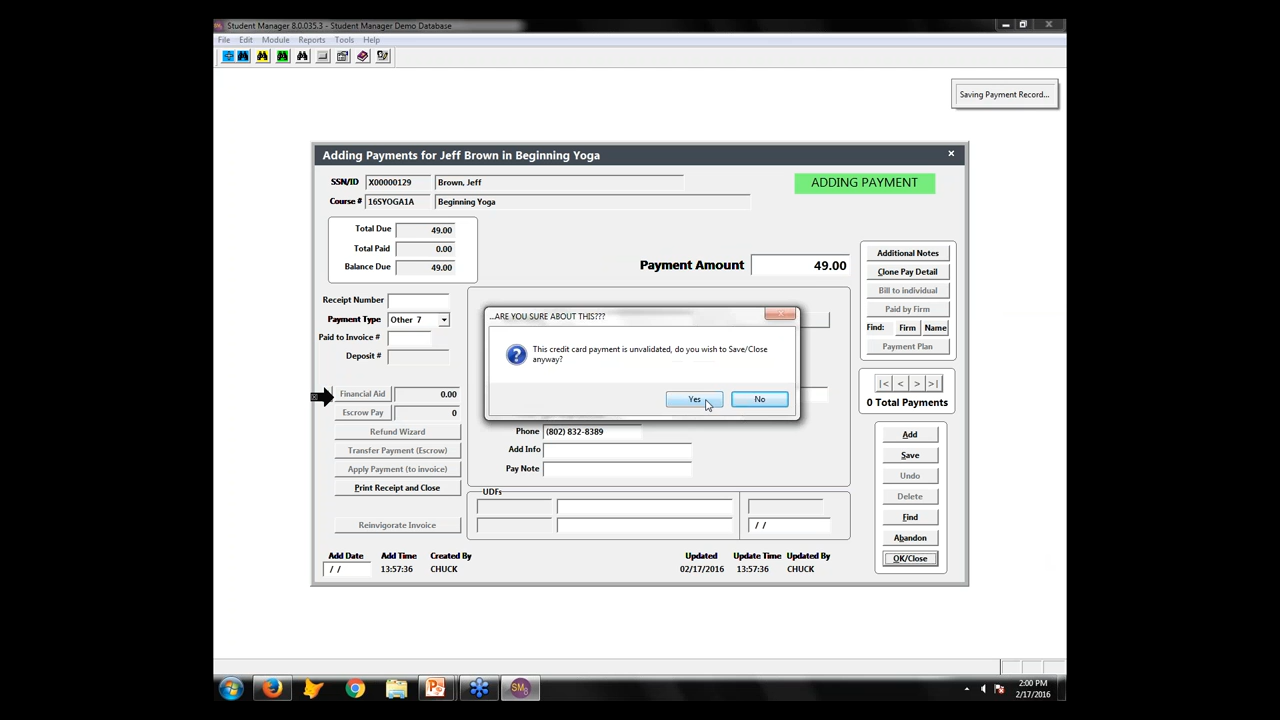 Student Manager 8.0.035.3 - Student Manager Demo Database
File Edit Module Reports Tools Help
Saving Payment Record...
Adding Payments for Jeff Brown in Beginning Yoga
SSN/ID X00000129 Brown, Jeff
ADDING PAYMENT
Course # 16SYOGA1A Beginning Yoga
Total Due 49.00
Total Paid 0.00
Balance Due 49.00
Payment Amount 49.00
Additional Notes
Clone Pay Detail
Bill to individual
Paid by Firm
Find: Firm Name
Payment Plan
Receipt Number
Payment Type Other 7
Paid to Invoice #
Deposit #
...ARE YOU SURE ABOUT THIS???
This credit card payment is unvalidated, do you wish to Save/Close
anyway?
Yes No
Financial Aid 0.00
Escrow Pay 0
Refund Wizard
Transfer Payment (Escrow)
Apply Payment (to invoice)
Print Receipt and Close
Reinvigorate Invoice
Phone (802) 832-8389
Add Info
Pay Note
UDFs
/ /
|< < > >|
0 Total Payments
Add
Save
Undo
Delete
Find
Abandon
OK/Close
Add Date Add Time Created By Updated Update Time Updated By
/ / 13:57:36 CHUCK 02/17/2016 13:57:36 CHUCK
SM8
2:00 PM
2/17/2016